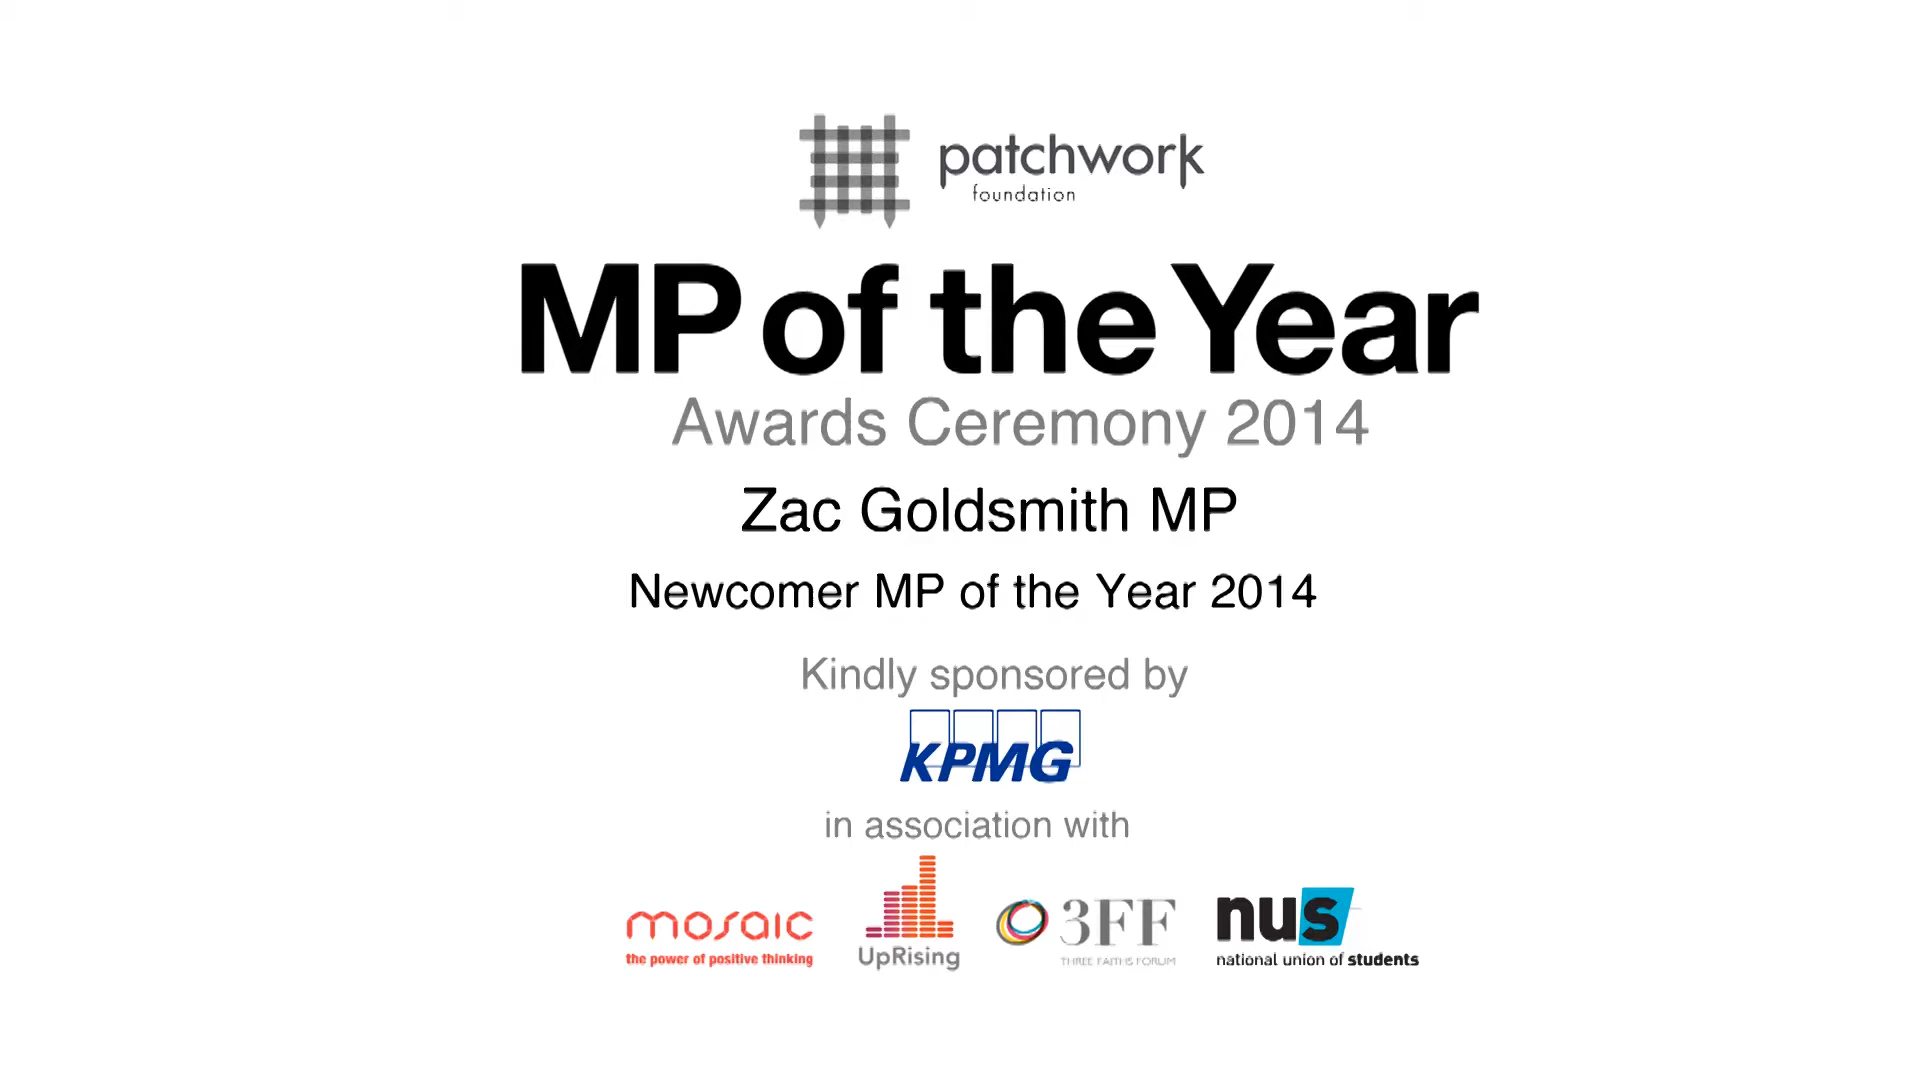 patchwork
foundation
MP of the Year
Awards Ceremony 2014
Zac Goldsmith MP
Newcomer MP of the Year 2014
Kindly sponsored by
KPMG
in association with
mosaic
the power of positive thinking
UpRising
3FF
THREE FAITHS FORUM
nus
national union of students